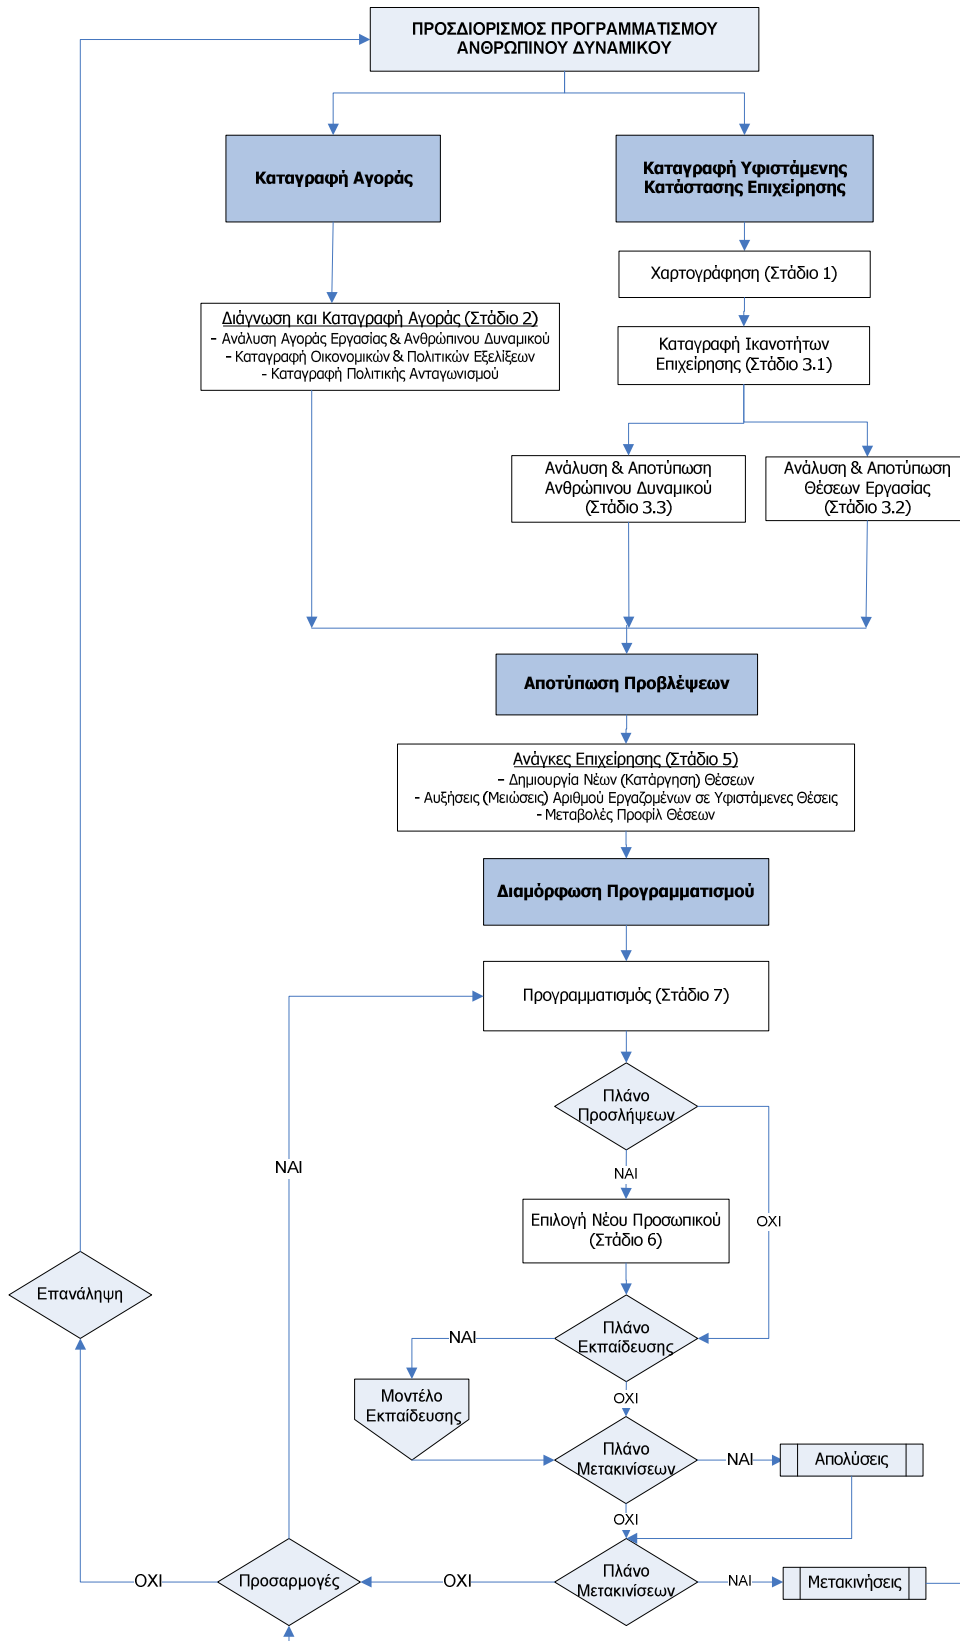 ΠΡΟΣΔΙΟΡΙΣΜΟΣ ΠΡΟΓΡΑΜΜΑΤΙΣΜΟΥ
ΑΝΘΡΩΠΙΝΟΥ ΔΥΝΑΜΙΚΟΥ
Καταγραφή Αγοράς
Καταγραφή Υφιστάμενης
Κατάστασης Επιχείρησης
Χαρτογράφηση (Στάδιο 1)
Διάγνωση και Καταγραφή Αγοράς (Στάδιο 2)
- Ανάλυση Αγοράς Εργασίας & Ανθρώπινου Δυναμικού
- Καταγραφή Οικονομικών & Πολιτικών Εξελίξεων
- Καταγραφή Πολιτικής Ανταγωνισμού
Καταγραφή Ικανοτήτων
Επιχείρησης (Στάδιο 3.1)
Ανάλυση & Αποτύπωση
Ανθρώπινου Δυναμικού
(Στάδιο 3.3)
Ανάλυση & Αποτύπωση
Θέσεων Εργασίας
(Στάδιο 3.2)
Αποτύπωση Προβλέψεων
Ανάγκες Επιχείρησης (Στάδιο 5)
- Δημιουργία Νέων (Κατάργηση) Θέσεων
- Αυξήσεις (Μειώσεις) Αριθμού Εργαζομένων σε Υφιστάμενες Θέσεις
- Μεταβολές Προφίλ Θέσεων
Διαμόρφωση Προγραμματισμού
Προγραμματισμός (Στάδιο 7)
Πλάνο
Προσλήψεων
ΝΑΙ
ΝΑΙ
ΟΧΙ
Επιλογή Νέου Προσωπικού
(Στάδιο 6)
Επανάληψη
Πλάνο
Εκπαίδευσης
ΝΑΙ
Μοντέλο
Εκπαίδευσης
ΟΧΙ
Πλάνο
Μετακινίσεων
ΝΑΙ
Απολύσεις
ΟΧΙ
Πλάνο
Μετακινίσεων
ΝΑΙ
Μετακινήσεις
ΟΧΙ
Προσαρμογές
ΟΧΙ